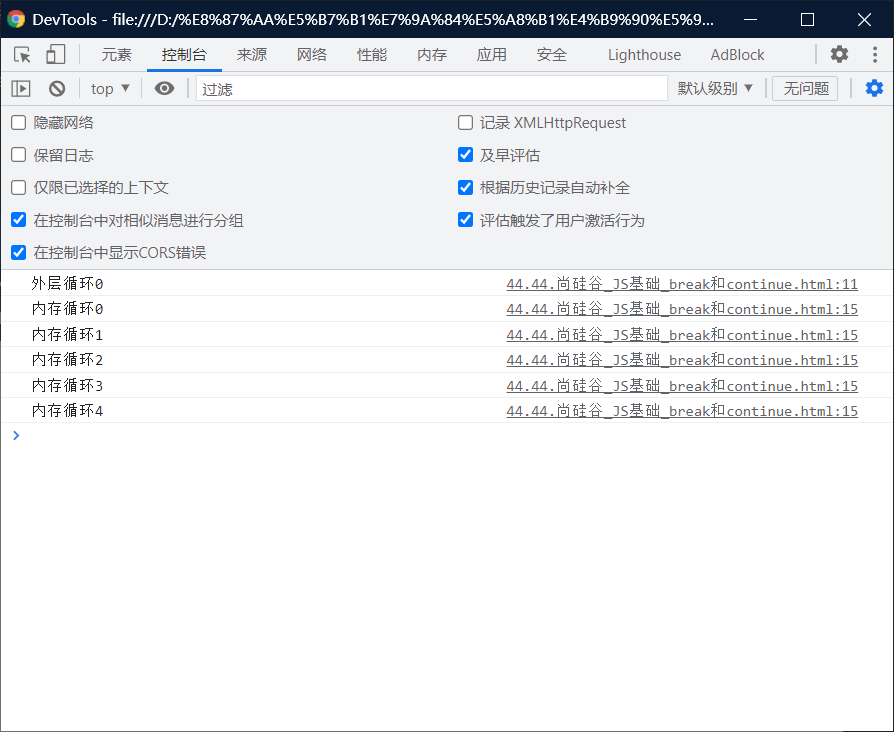 DevTools - file:///D:/%E8%87%AA%E5%B7%B1%E7%9A%84%E5%A8%B1%E4%B9%90%E5%9...
元素 控制台 来源 网络 性能 内存 应用 安全 Lighthouse AdBlock
top 过滤 默认级别 无问题
隐藏网络 记录 XMLHttpRequest
保留日志 及早评估
仅限已选择的上下文 根据历史记录自动补全
在控制台中对相似消息进行分组 评估触发了用户激活行为
在控制台中显示CORS错误
外层循环0 44.44.尚硅谷_JS基础_break和continue.html:11
内存循环0 44.44.尚硅谷_JS基础_break和continue.html:15
内存循环1 44.44.尚硅谷_JS基础_break和continue.html:15
内存循环2 44.44.尚硅谷_JS基础_break和continue.html:15
内存循环3 44.44.尚硅谷_JS基础_break和continue.html:15
内存循环4 44.44.尚硅谷_JS基础_break和continue.html:15